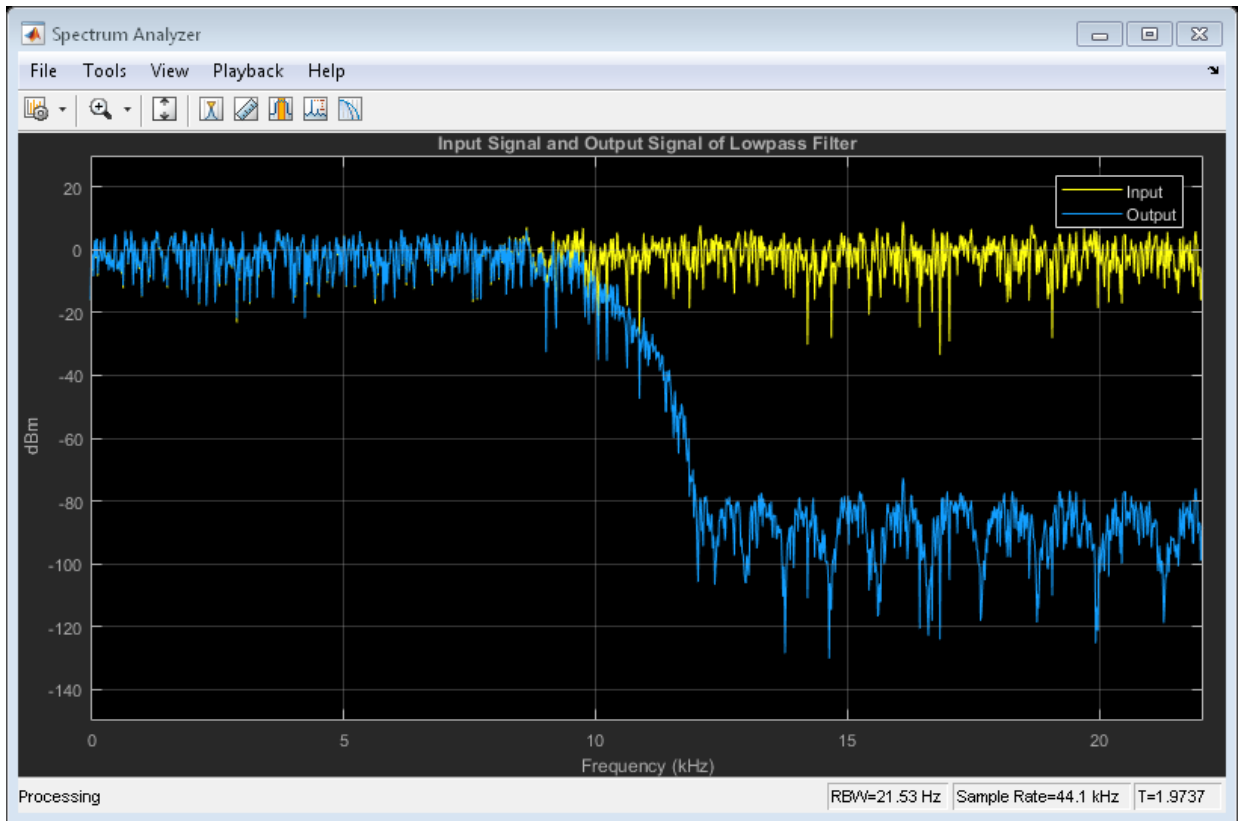 Spectrum Analyzer
File Tools View Playback Help
Input Signal and Output Signal of Lowpass Filter
Input
Output
20
0
-20
-40
-60
-80
-100
-120
-140
dBm
0 5 10 15 20
Frequency (kHz)
Processing RBW=21.53 Hz Sample Rate=44.1 kHz T=1.9737